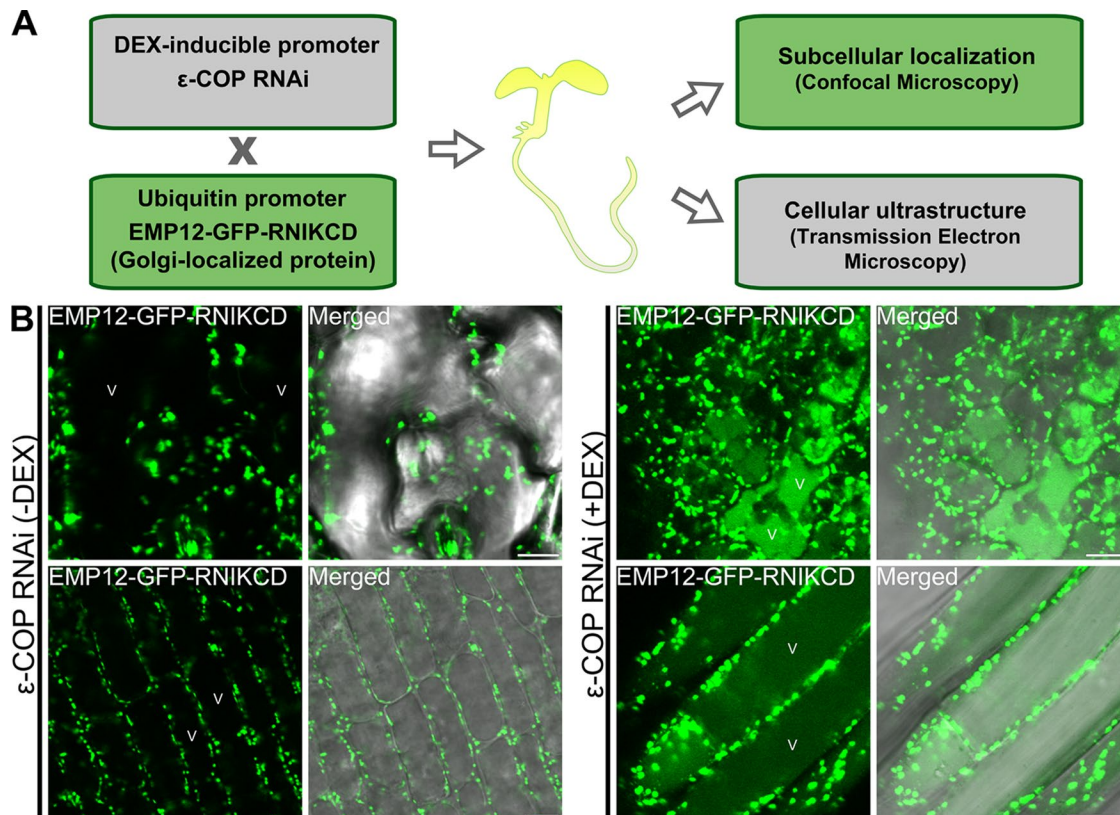 A
DEX-inducible promoter
ε-COP RNAi
X
Ubiquitin promoter
EMP12-GFP-RNIKCD
(Golgi-localized protein)
Subcellular localization
(Confocal Microscopy)
Cellular ultrastructure
(Transmission Electron
Microscopy)
B
ε-COP RNAi (-DEX)
EMP12-GFP-RNIKCD
V
V
Merged
EMP12-GFP-RNIKCD
V
V
Merged
ε-COP RNAi (+DEX)
EMP12-GFP-RNIKCD
V
V
Merged
EMP12-GFP-RNIKCD
V
V
Merged